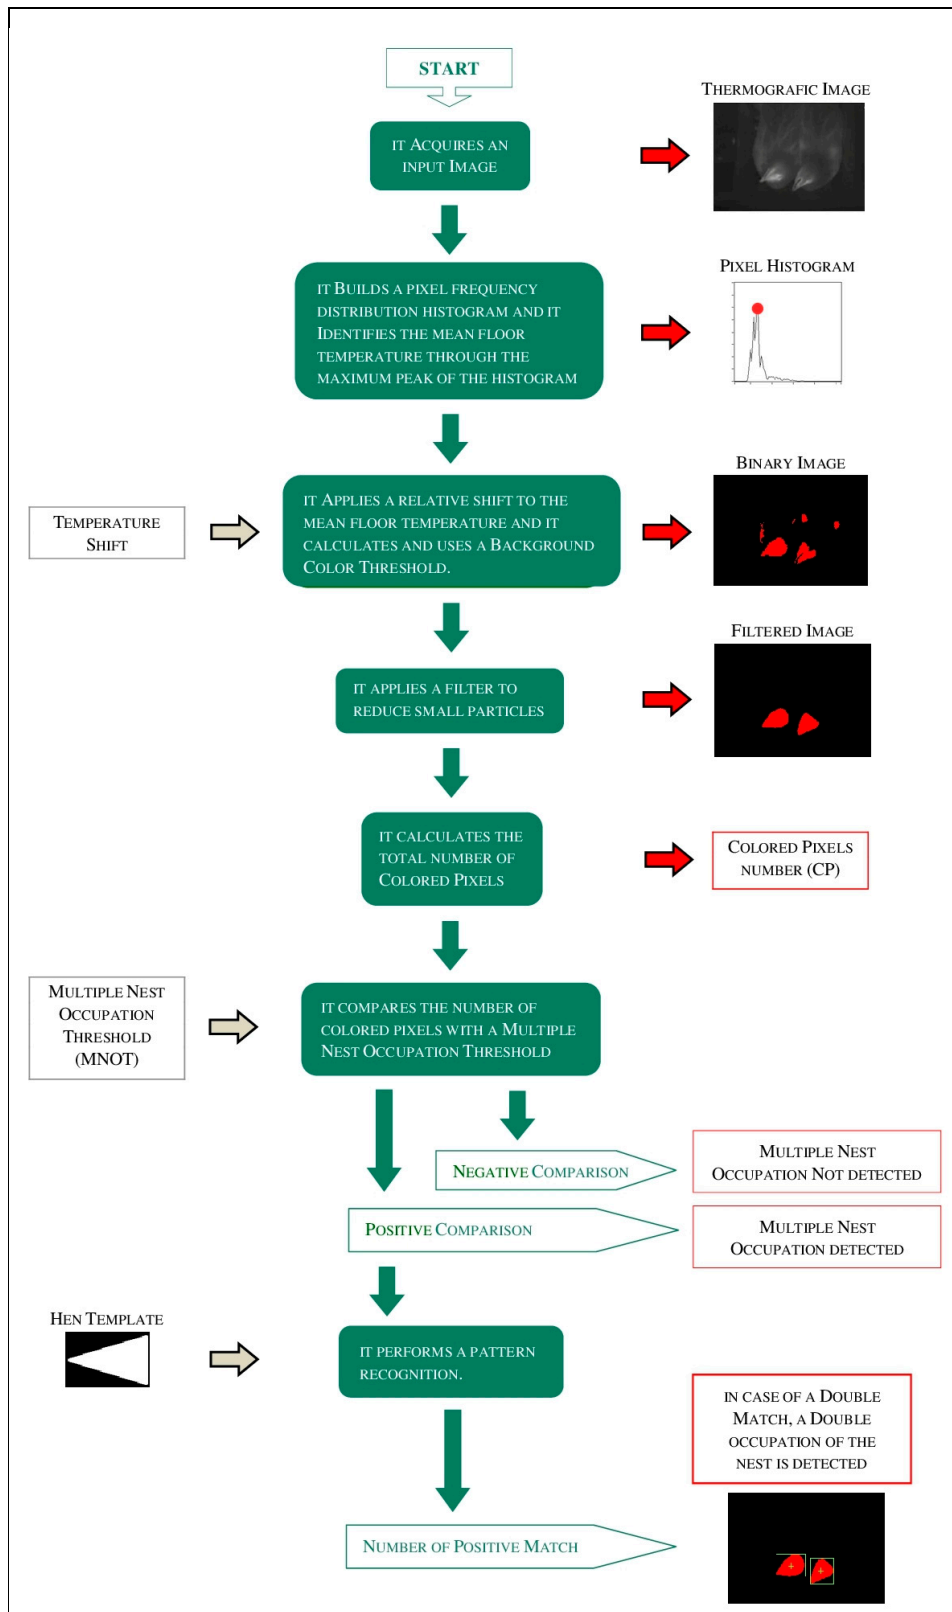 START
THERMOGRAFIC IMAGE
IT ACQUIRES AN
INPUT IMAGE
PIXEL HISTOGRAM
IT BUILDS A PIXEL FREQUENCY
DISTRIBUTION HISTOGRAM AND IT
IDENTIFIES THE MEAN FLOOR
TEMPERATURE THROUGH THE
MAXIMUM PEAK OF THE HISTOGRAM
BINARY IMAGE
TEMPERATURE
SHIFT
IT APPLIES A RELATIVE SHIFT TO THE
MEAN FLOOR TEMPERATURE AND IT
CALCULATES AND USES A BACKGROUND
COLOR THRESHOLD.
FILTERED IMAGE
IT APPLIES A FILTER TO
REDUCE SMALL PARTICLES
IT CALCULATES THE
TOTAL NUMBER OF
COLORED PIXELS
COLORED PIXELS
NUMBER (CP)
MULTIPLE NEST
OCCUPATION
THRESHOLD
(MNOT)
IT COMPARES THE NUMBER OF
COLORED PIXELS WITH A MULTIPLE
NEST OCCUPATION THRESHOLD
NEGATIVE COMPARISON
MULTIPLE NEST
OCCUPATION NOT DETECTED
POSITIVE COMPARISON
MULTIPLE NEST
OCCUPATION DETECTED
HEN TEMPLATE
IT PERFORMS A PATTERN
RECOGNITION.
IN CASE OF A DOUBLE
MATCH, A DOUBLE
OCCUPATION OF THE
NEST IS DETECTED
NUMBER OF POSITIVE MATCH